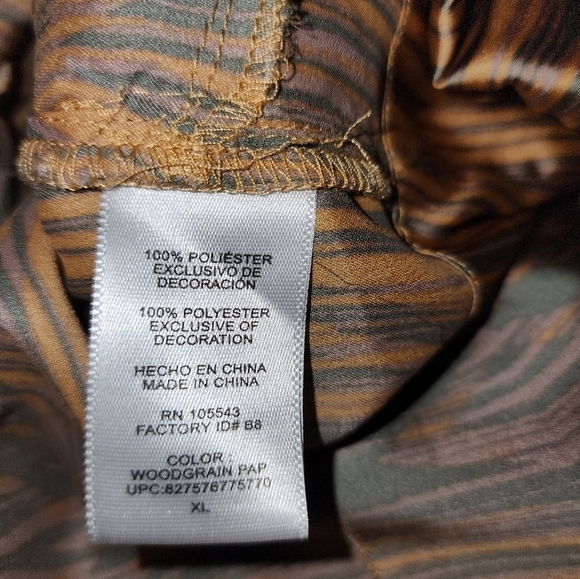 100% POLIÉSTER
EXCLUSIVO DE
DECORACIÓN
100% POLYESTER
EXCLUSIVE OF
DECORATION
HECHO EN CHINA
MADE IN CHINA
RN 105543
FACTORY ID# B8
COLOR :
WOODGRAIN PAP
UPC:827576775770
XL